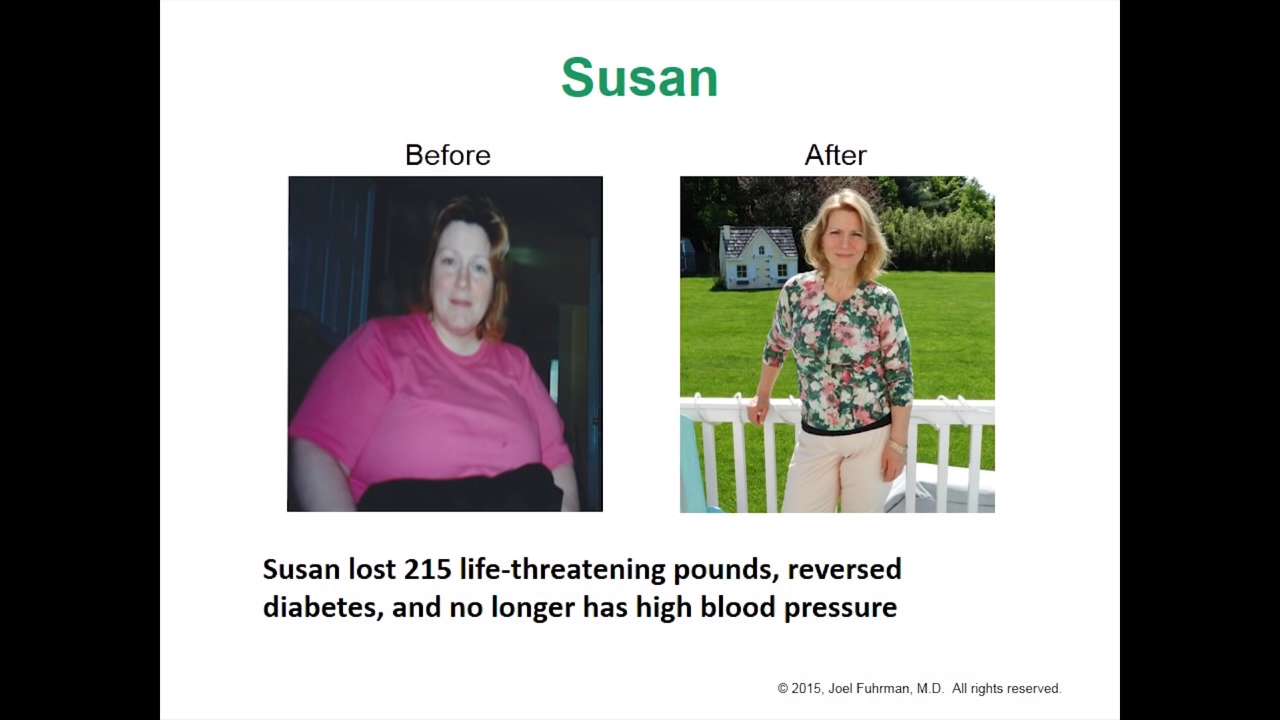 Susan
Before
After
Susan lost 215 life-threatening pounds, reversed
diabetes, and no longer has high blood pressure
© 2015, Joel Fuhrman, M.D.  All rights reserved.